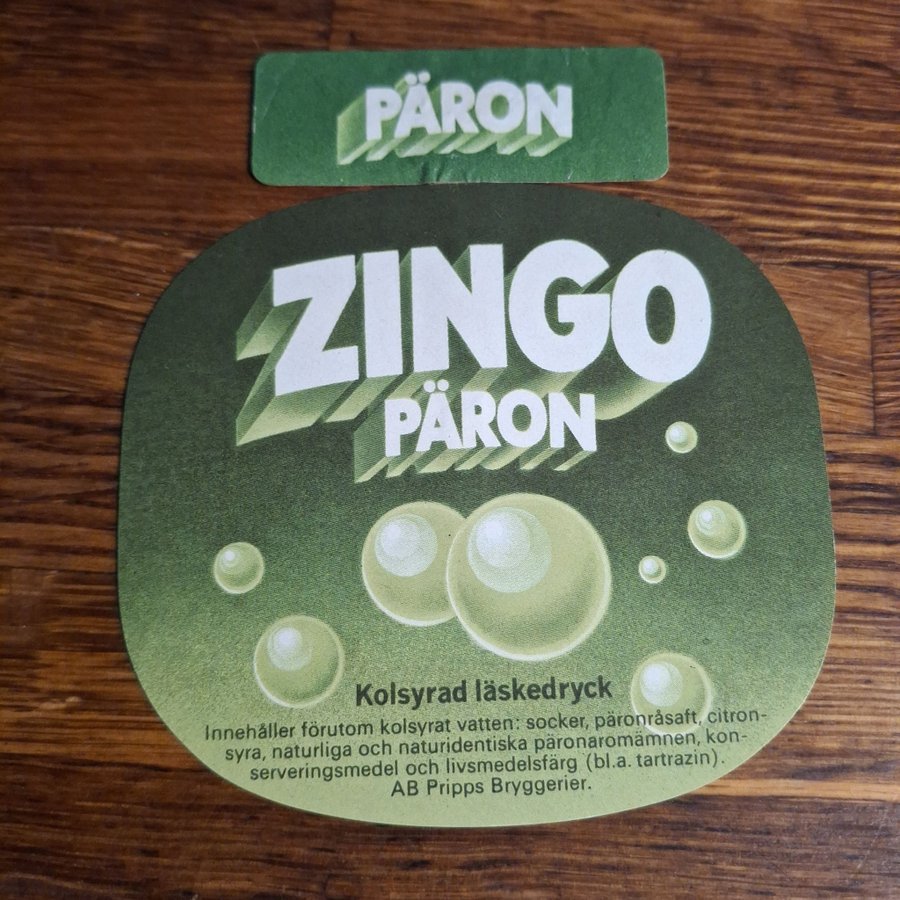 PÄRON
ZINGO
PÄRON
Kolsyrad läskedryck
Innehåller förutom kolsyrat vatten: socker, päronråsaft, citron-
syra, naturliga och naturidentiska päronaromämnen, kon-
serveringsmedel och livsmedelsfärg (bl.a. tartrazin).
AB Pripps Bryggerier.